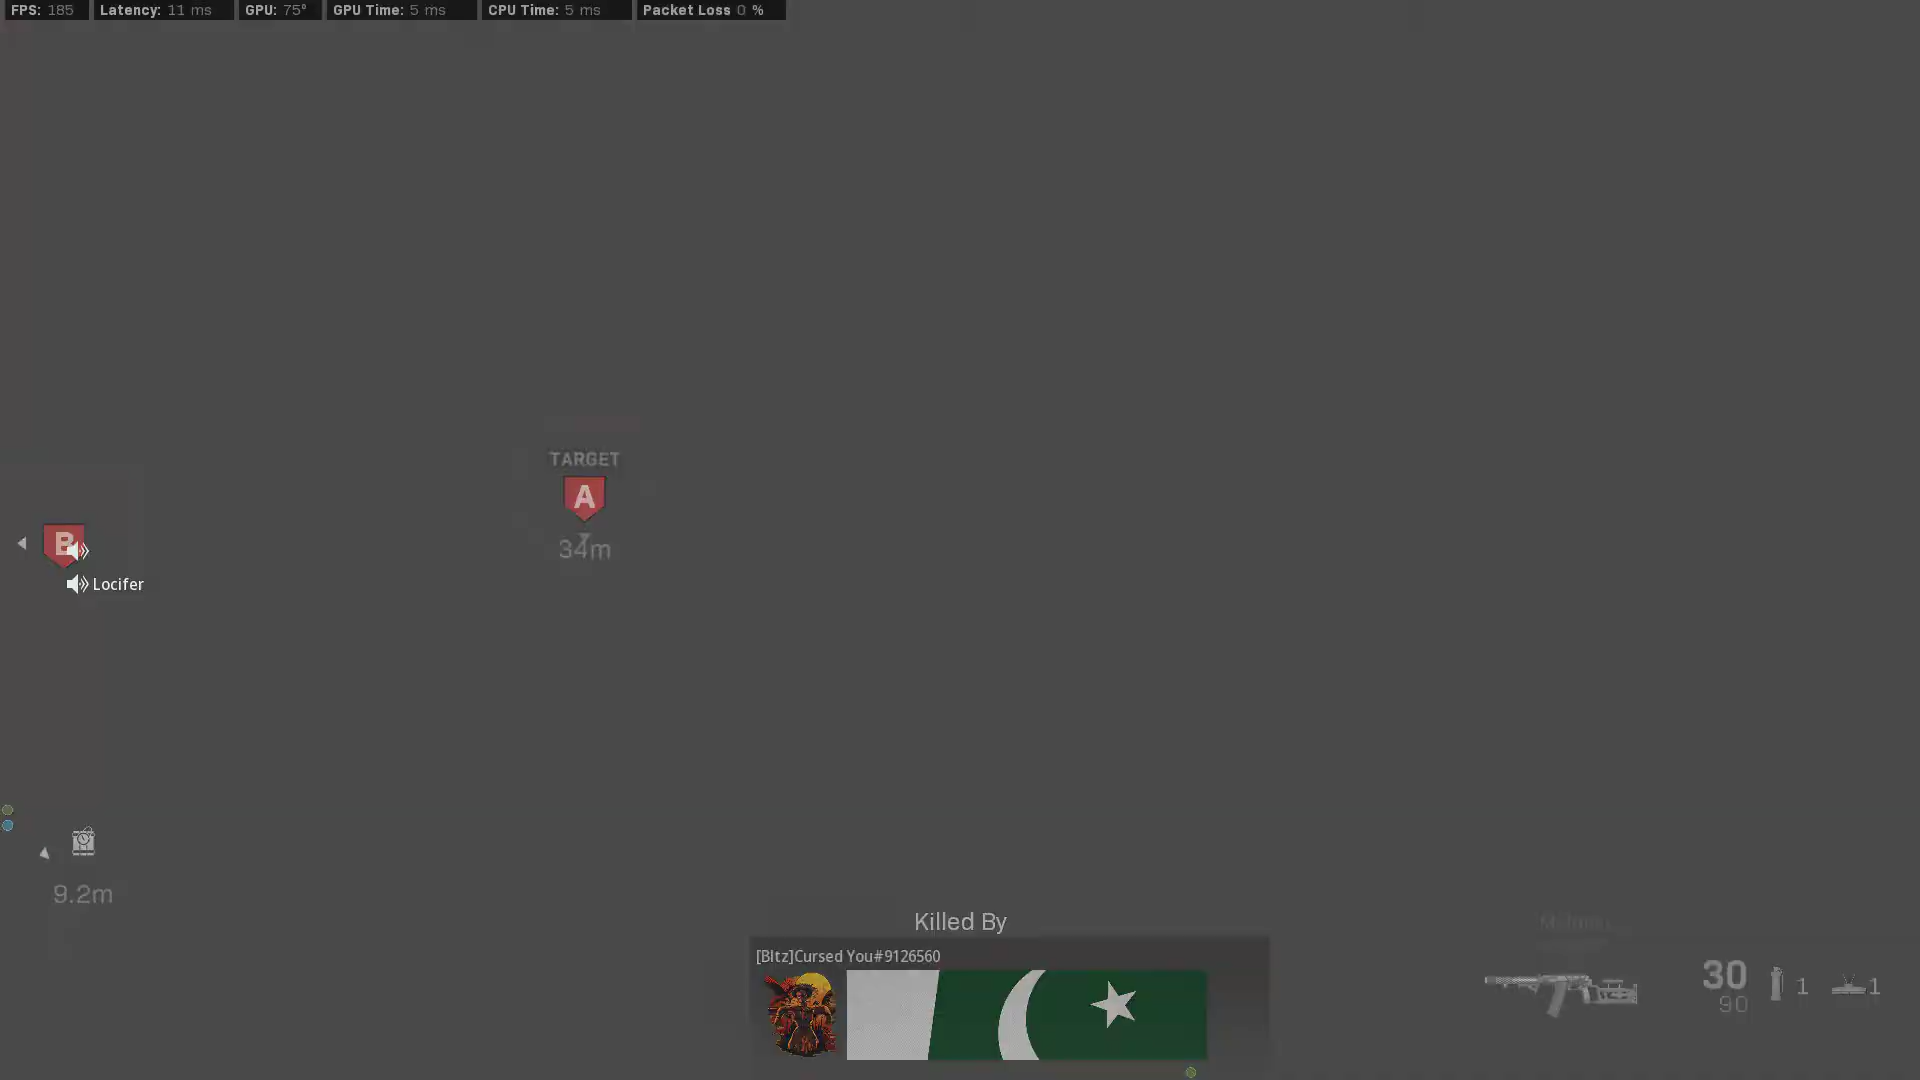 FPS: 185 Latency: 11 ms GPU: 75° GPU Time: 5 ms CPU Time: 5 ms Packet Loss 0 %
TARGET
A
34m
B
Locifer
9.2m
Killed By
[Bltz]Cursed You#9126560
30
90
1
1